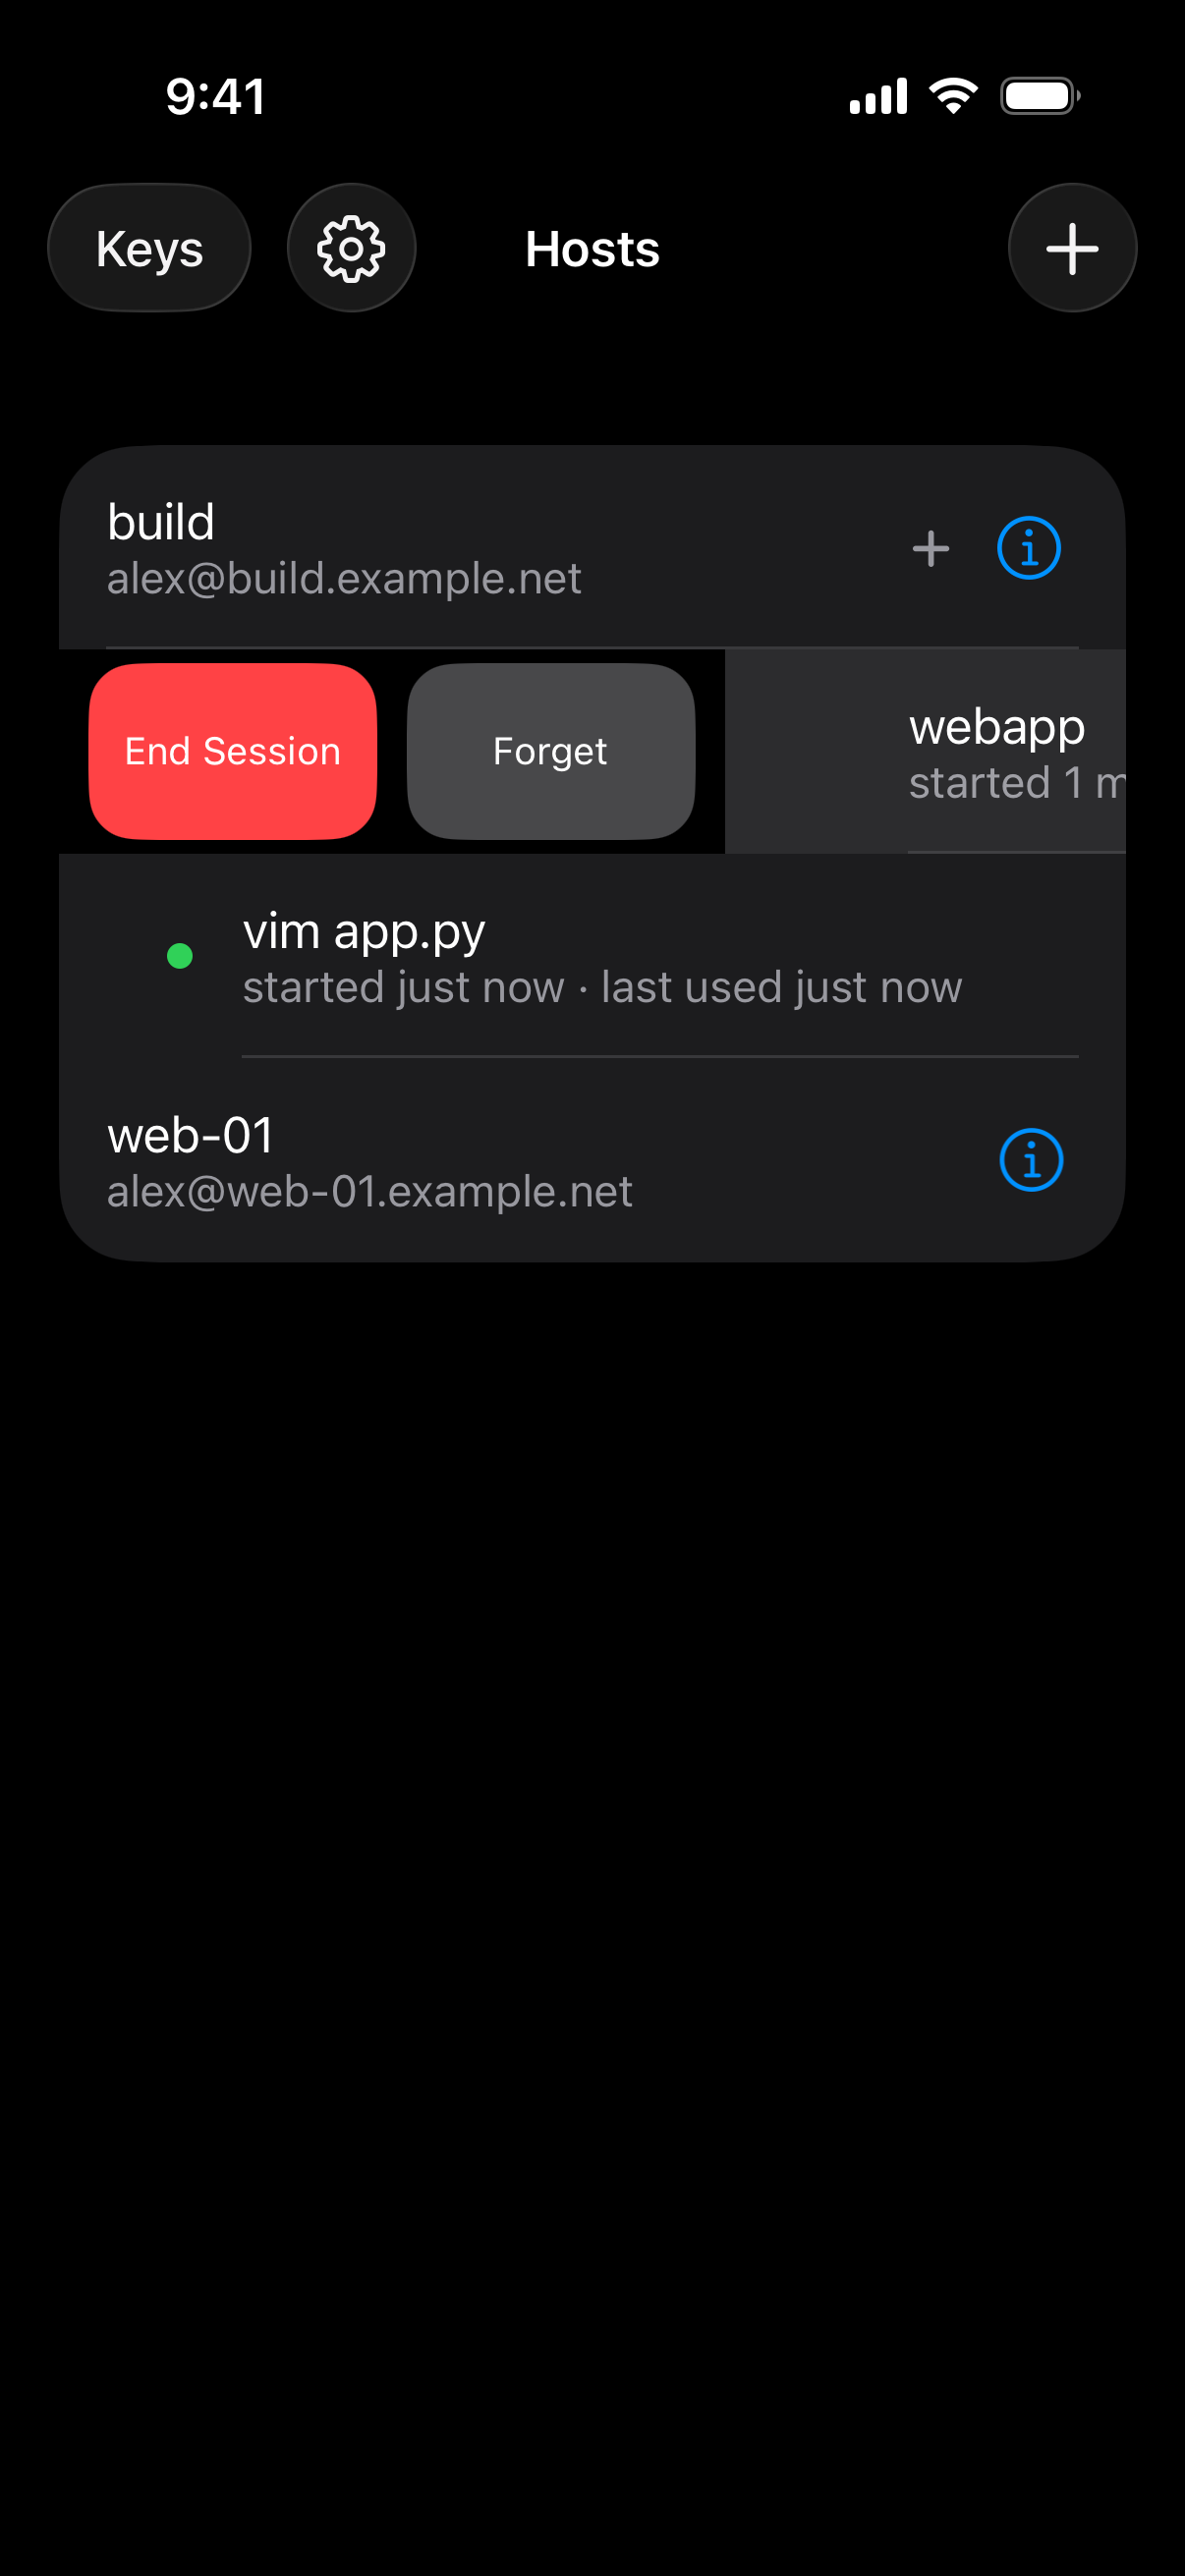 9:41
Keys
Hosts
build
alex@build.example.net
End Session
Forget
webapp
started 1 m
vim app.py
started just now · last used just now
web-01
alex@web-01.example.net